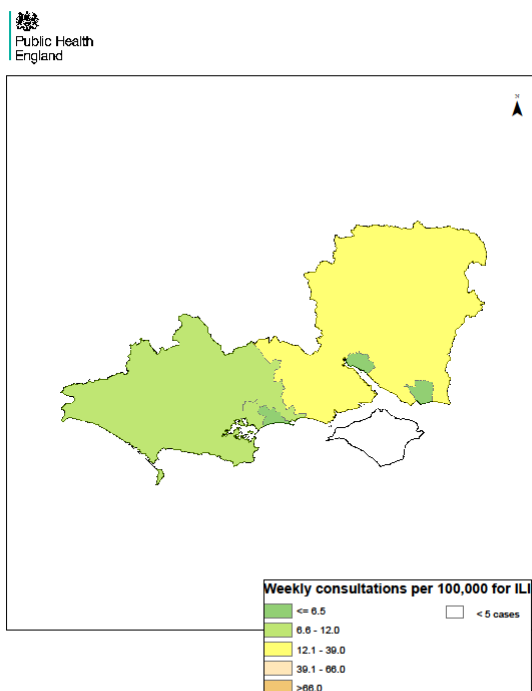 Public Health
England
N
Weekly consultations per 100,000 for ILI
<= 6.5
< 5 cases
6.6 - 12.0
12.1 - 39.0
39.1 - 66.0
>66.0